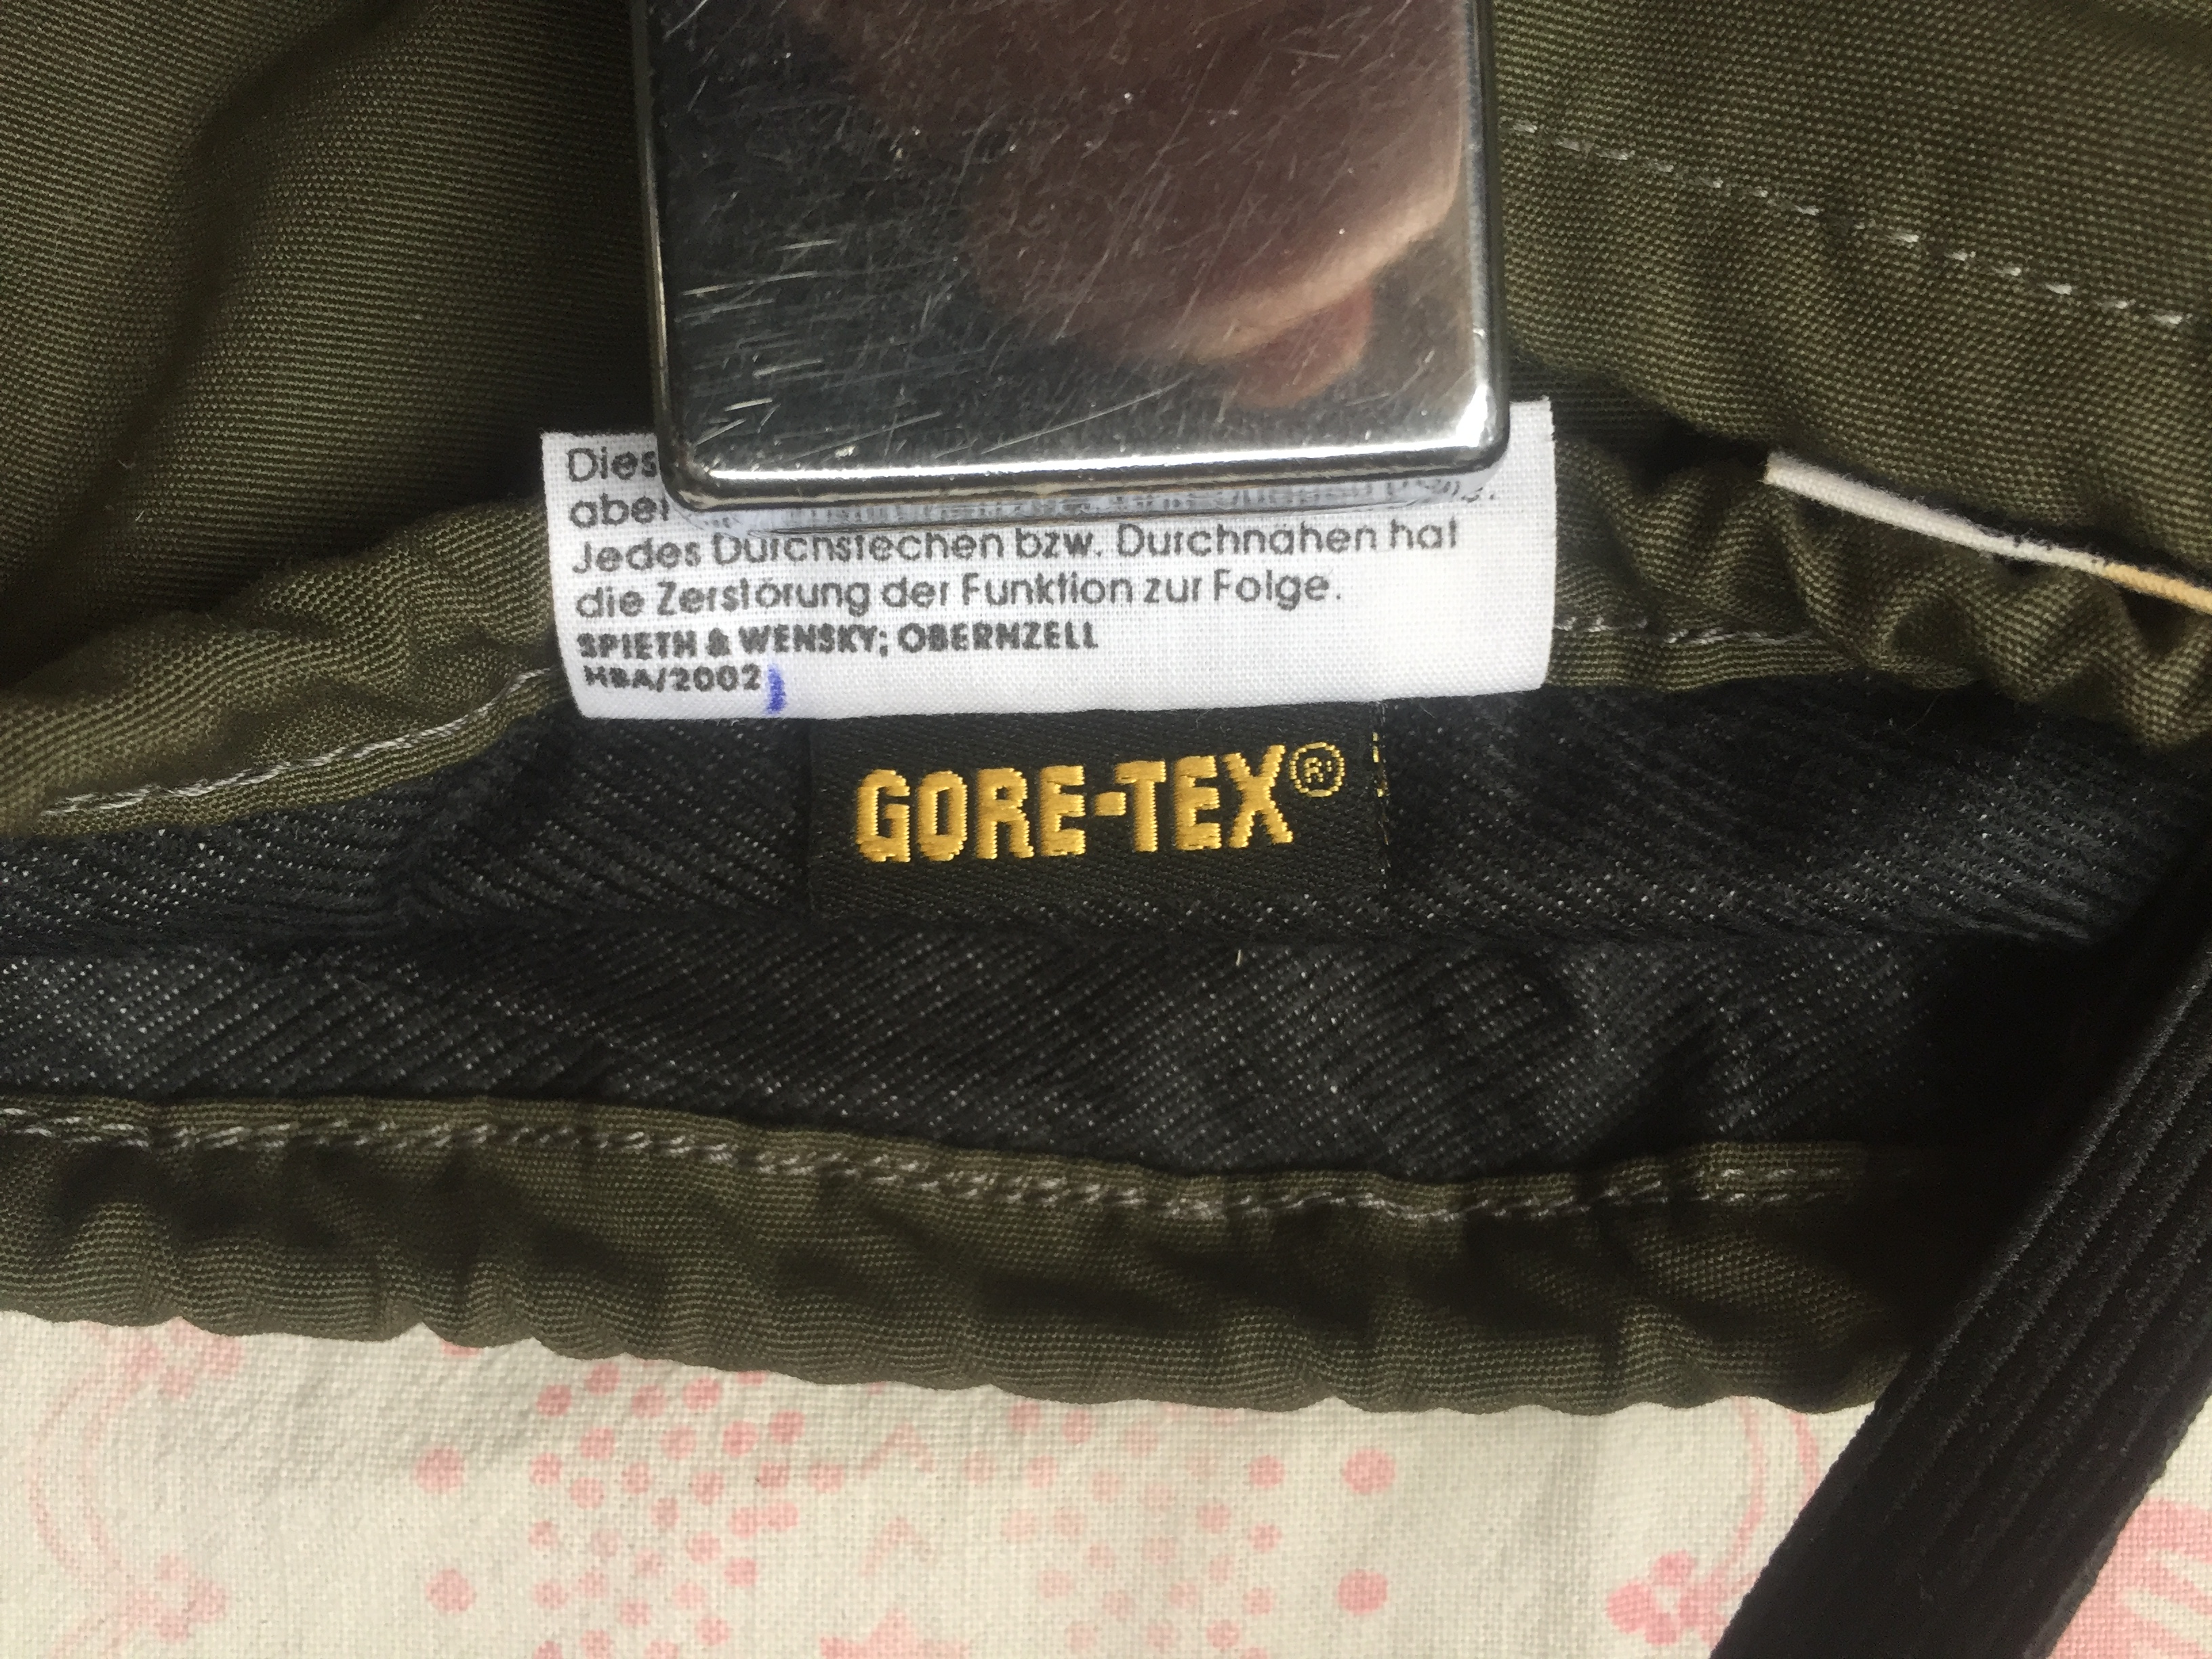 Dies
aber
Jedes Durchstechen bzw. Durchnähen hat
die Zerstörung der Funktion zur Folge.
SPIETH & WENSKY; OBERNZELL
HBA/2002
GORE-TEX®